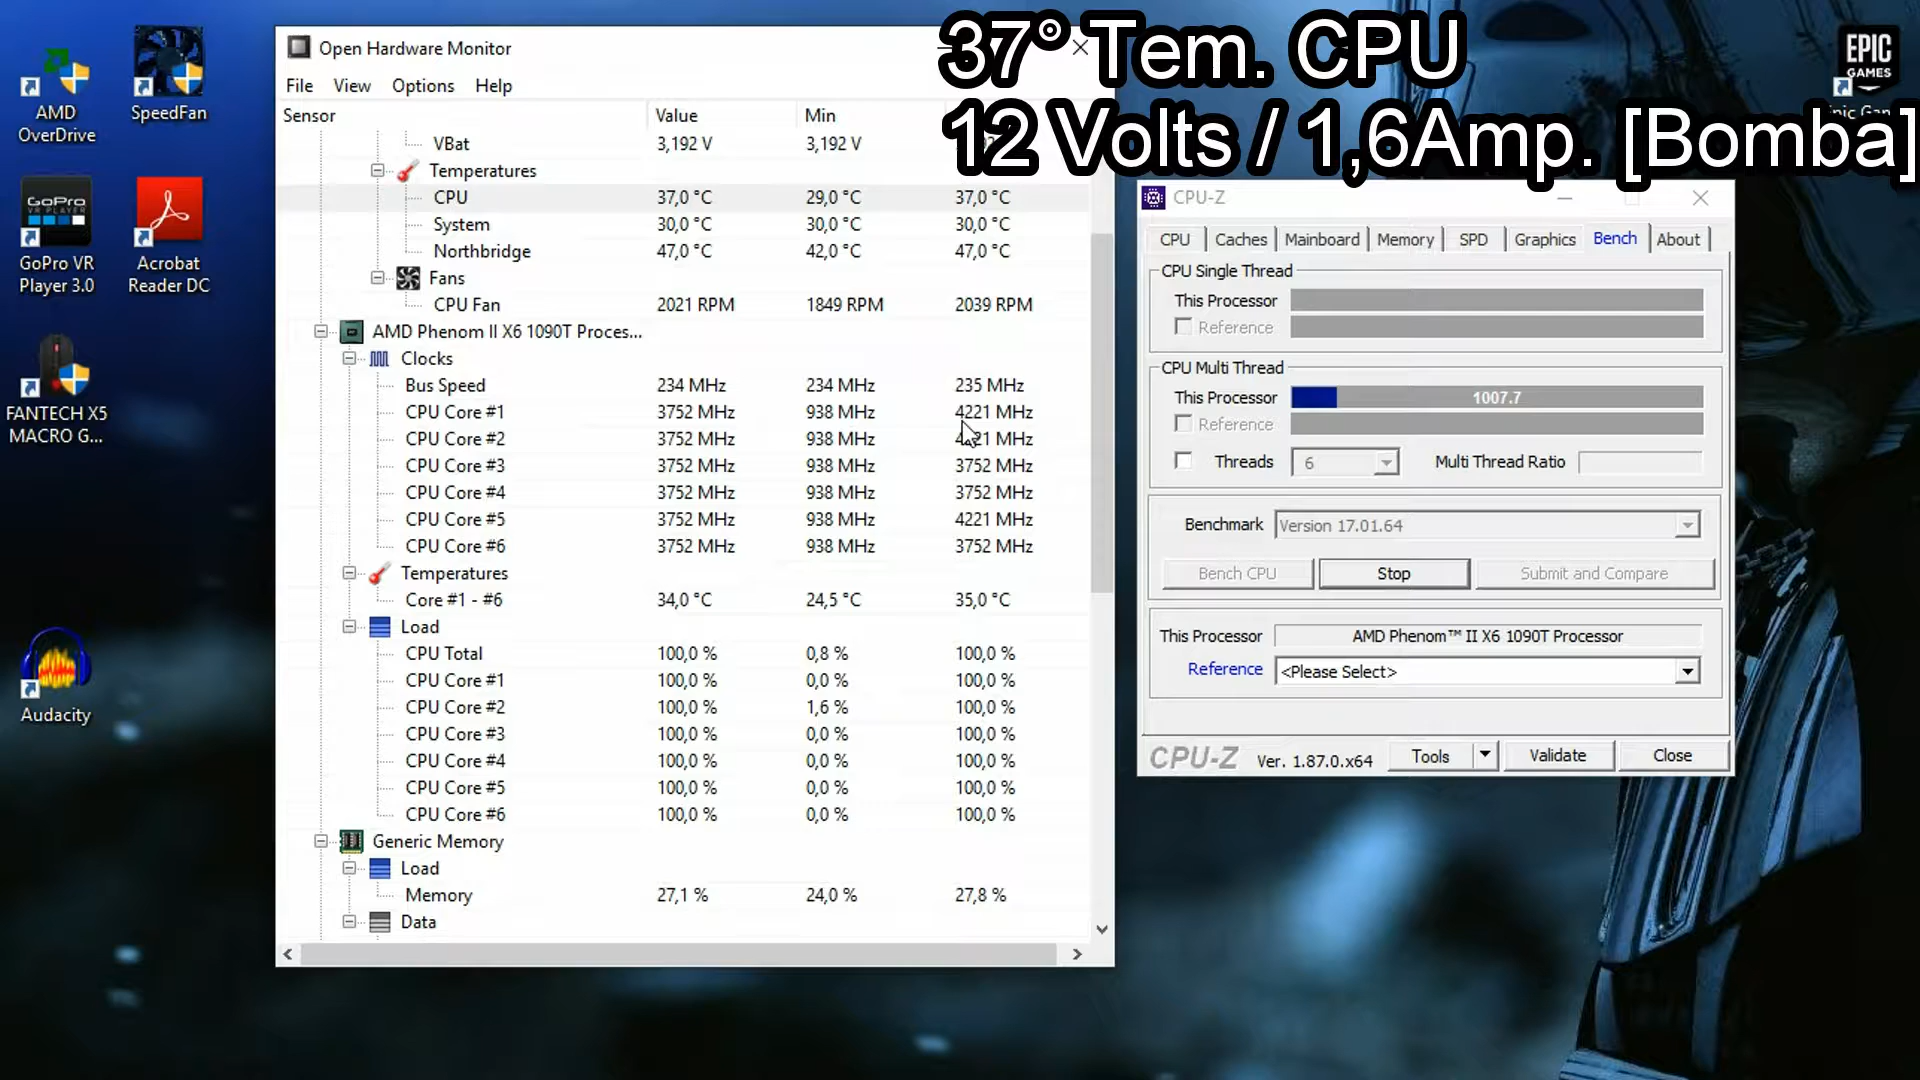 37° Tem. CPU
12 Volts / 1,6Amp. [Bomba]
AMD
OverDrive
SpeedFan
GoPro VR
Player 3.0
Acrobat
Reader DC
FANTECH X5
MACRO G...
Audacity
EPIC
GAMES
Open Hardware Monitor
File View Options Help
Sensor Value Min
VBat 3,192 V 3,192 V
Temperatures
CPU 37,0 °C 29,0 °C 37,0 °C
System 30,0 °C 30,0 °C 30,0 °C
Northbridge 47,0 °C 42,0 °C 47,0 °C
Fans
CPU Fan 2021 RPM 1849 RPM 2039 RPM
AMD Phenom II X6 1090T Proces...
Clocks
Bus Speed 234 MHz 234 MHz 235 MHz
CPU Core #1 3752 MHz 938 MHz 4221 MHz
CPU Core #2 3752 MHz 938 MHz 4221 MHz
CPU Core #3 3752 MHz 938 MHz 3752 MHz
CPU Core #4 3752 MHz 938 MHz 3752 MHz
CPU Core #5 3752 MHz 938 MHz 4221 MHz
CPU Core #6 3752 MHz 938 MHz 3752 MHz
Temperatures
Core #1 - #6 34,0 °C 24,5 °C 35,0 °C
Load
CPU Total 100,0 % 0,8 % 100,0 %
CPU Core #1 100,0 % 0,0 % 100,0 %
CPU Core #2 100,0 % 1,6 % 100,0 %
CPU Core #3 100,0 % 0,0 % 100,0 %
CPU Core #4 100,0 % 0,0 % 100,0 %
CPU Core #5 100,0 % 0,0 % 100,0 %
CPU Core #6 100,0 % 0,0 % 100,0 %
Generic Memory
Load
Memory 27,1 % 24,0 % 27,8 %
Data
CPU-Z
CPU Caches Mainboard Memory SPD Graphics Bench About
CPU Single Thread
This Processor
Reference
CPU Multi Thread
This Processor 1007.7
Reference
Threads 6 Multi Thread Ratio
Benchmark Version 17.01.64
Bench CPU Stop Submit and Compare
This Processor AMD Phenom™ II X6 1090T Processor
Reference <Please Select>
CPU-Z Ver. 1.87.0.x64 Tools Validate Close